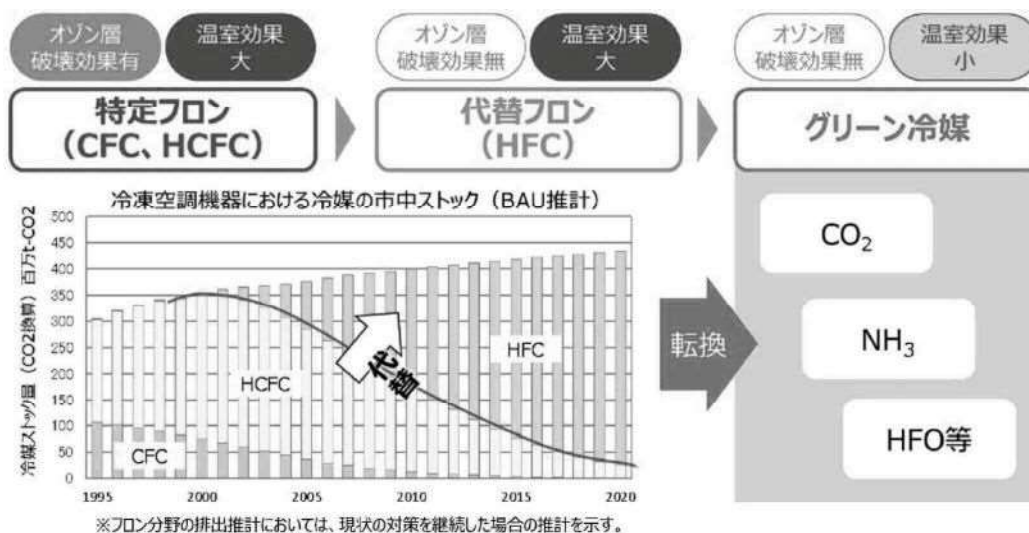 オゾン層
破壊効果有
温室効果
大
オゾン層
破壊効果無
温室効果
大
オゾン層
破壊効果無
温室効果
小
特定フロン
(CFC、HCFC)
代替フロン
(HFC)
グリーン冷媒
冷凍空調機器における冷媒の市中ストック（BAU推計）
冷媒ストック量（CO2換算）百万t-CO2
500
450
400
350
300
250
200
150
100
50
0
CFC
HCFC
代替
HFC
1995
2000
2005
2010
2015
2020
※フロン分野の排出推計においては、現状の対策を継続した場合の推計を示す。
転換
CO₂
NH₃
HFO等